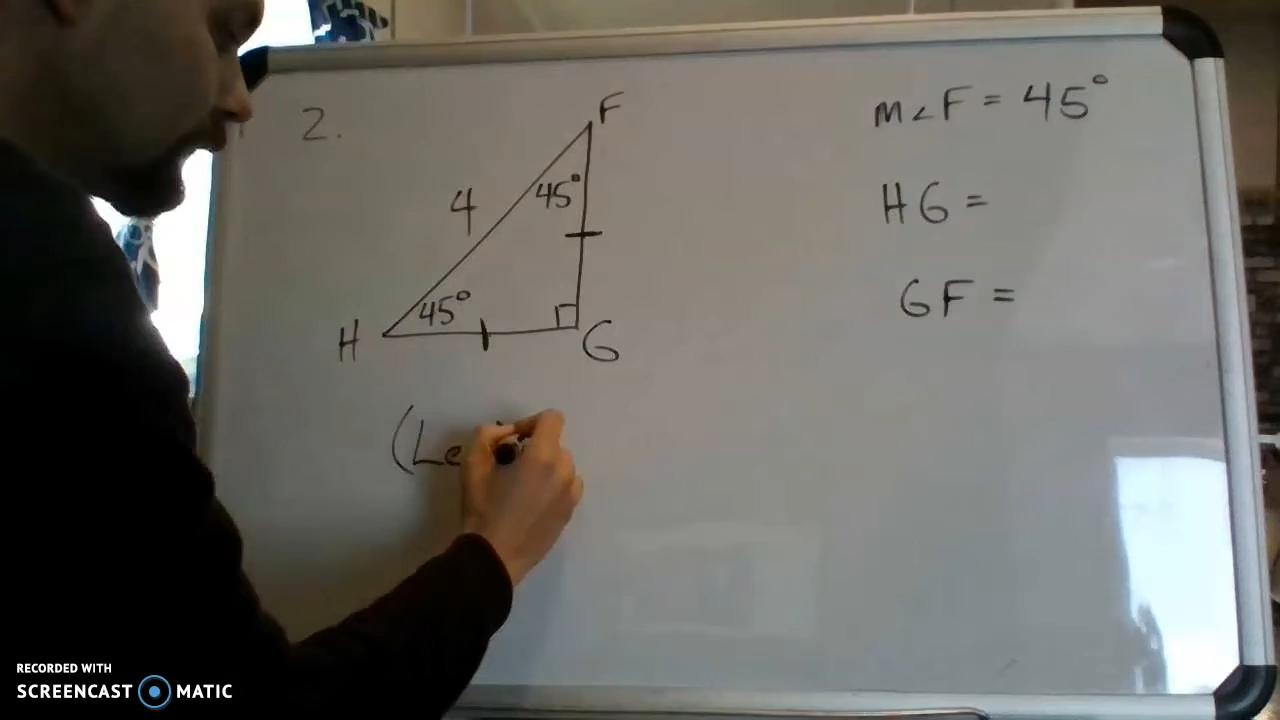 2.
F
m∠F = 45°
4
45°
HG =
GF =
45°
H
G
RECORDED WITH
SCREENCAST MATIC